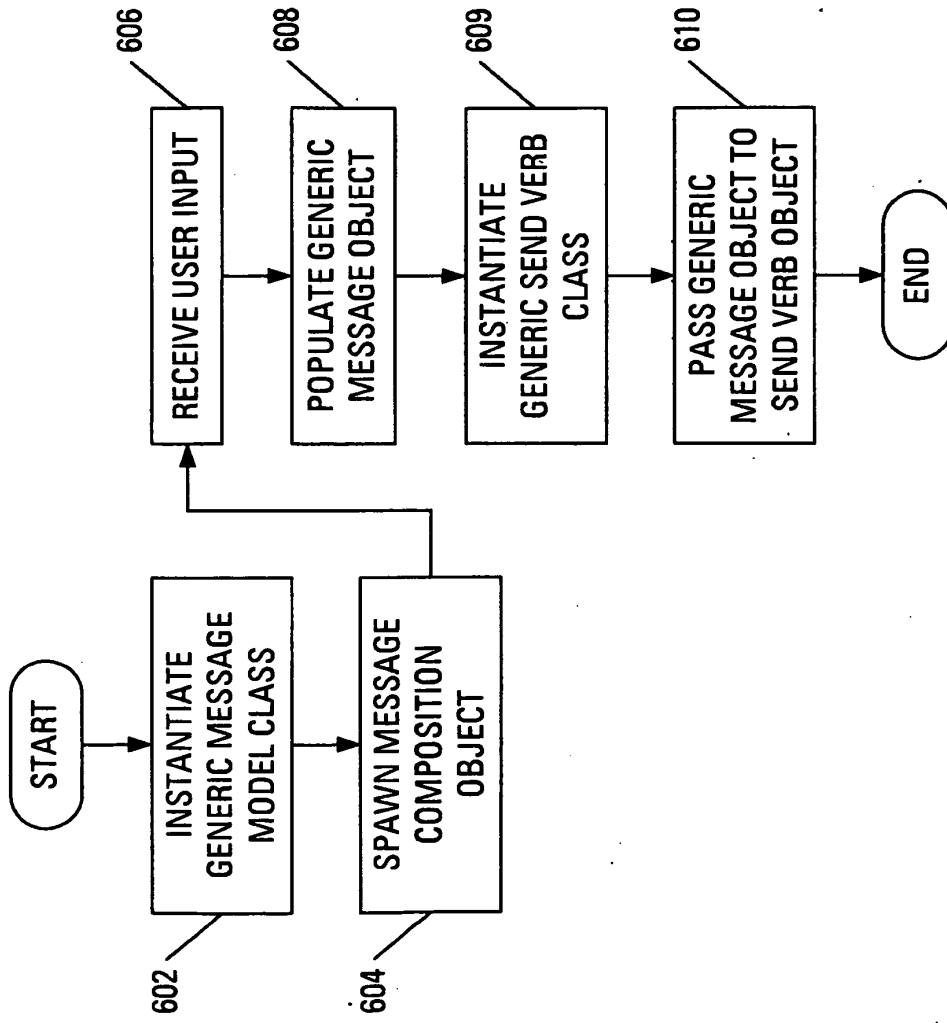 START
INSTANTIATE
GENERIC MESSAGE
MODEL CLASS
602
SPAWN MESSAGE
COMPOSITION
OBJECT
604
RECEIVE USER INPUT
606
POPULATE GENERIC
MESSAGE OBJECT
608
INSTANTIATE
GENERIC SEND VERB
CLASS
609
PASS GENERIC
MESSAGE OBJECT TO
SEND VERB OBJECT
610
END